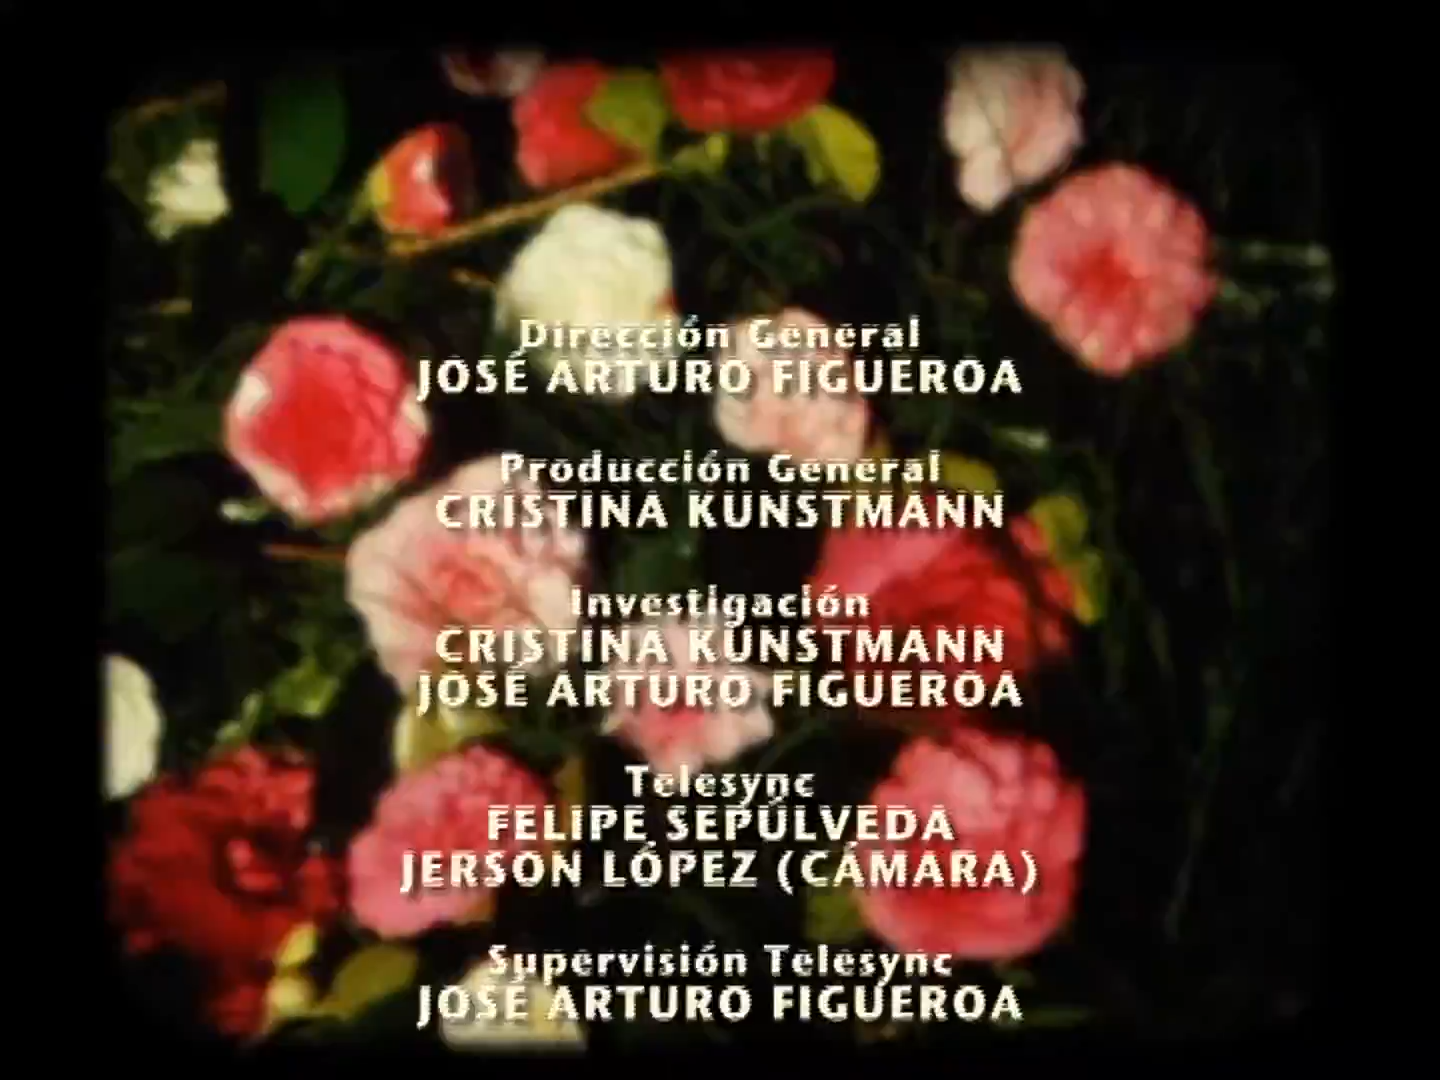 Dirección General
JOSÉ ARTURO FIGUEROA
Producción General
CRISTINA KUNSTMANN
Investigación
CRISTINA KUNSTMANN
JOSÉ ARTURO FIGUEROA
Telesync
FELIPE SEPÚLVEDA
JERSON LÓPEZ (CÁMARA)
Supervisión Telesync
JOSÉ ARTURO FIGUEROA